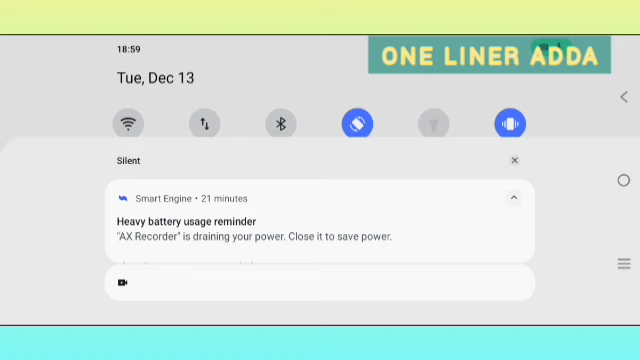 18:59
ONE LINER ADDA
Tue, Dec 13
Silent
Smart Engine • 21 minutes
Heavy battery usage reminder
"AX Recorder" is draining your power. Close it to save power.